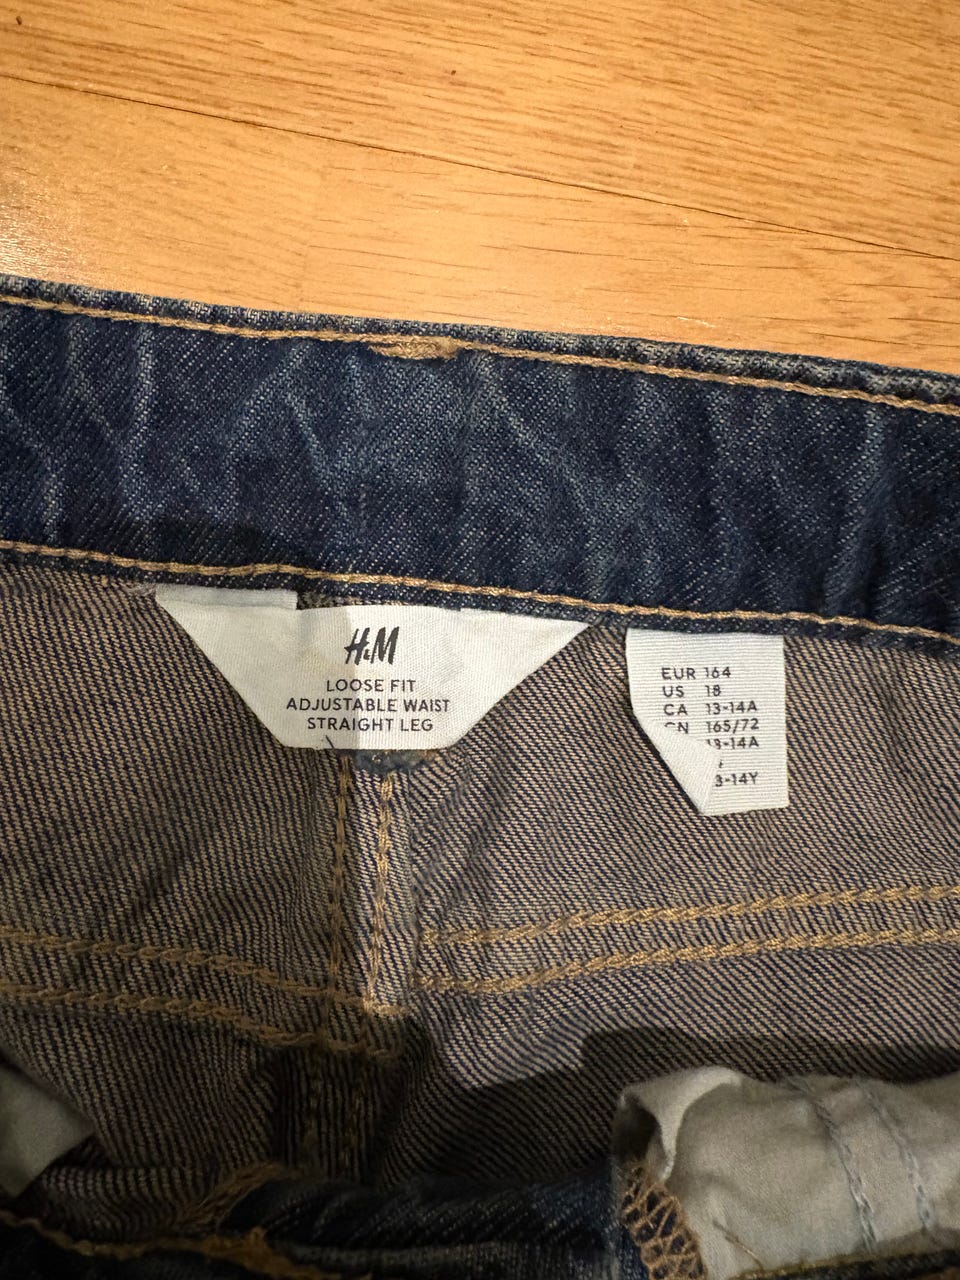 H&M
LOOSE FIT
ADJUSTABLE WAIST
STRAIGHT LEG
EUR 164
US 18
CA 13-14A
165/72